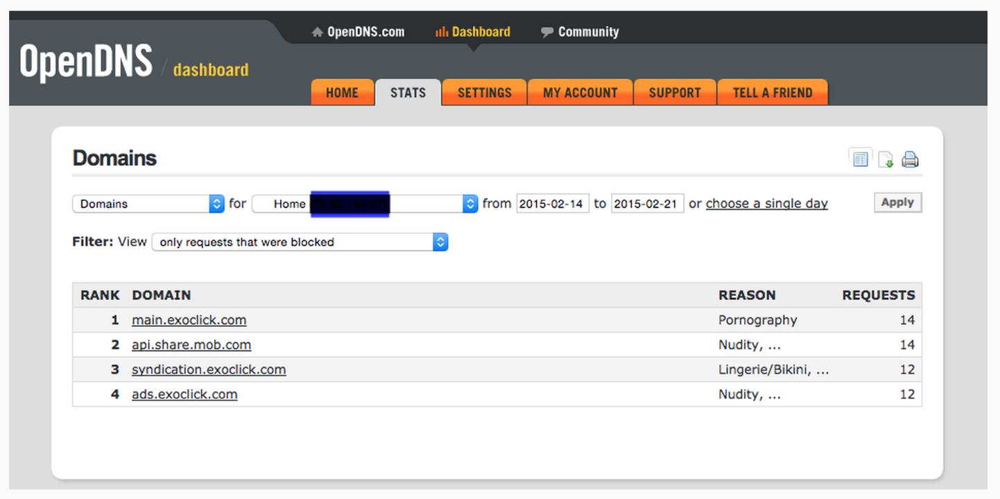 OpenDNS.com Dashboard Community
OpenDNS / dashboard
HOME STATS SETTINGS MY ACCOUNT SUPPORT TELL A FRIEND
Domains
Domains for Home from 2015-02-14 to 2015-02-21 or choose a single day Apply
Filter: View only requests that were blocked
RANK DOMAIN REASON REQUESTS
1 main.exoclick.com Pornography 14
2 api.share.mob.com Nudity, ... 14
3 syndication.exoclick.com Lingerie/Bikini, ... 12
4 ads.exoclick.com Nudity, ... 12